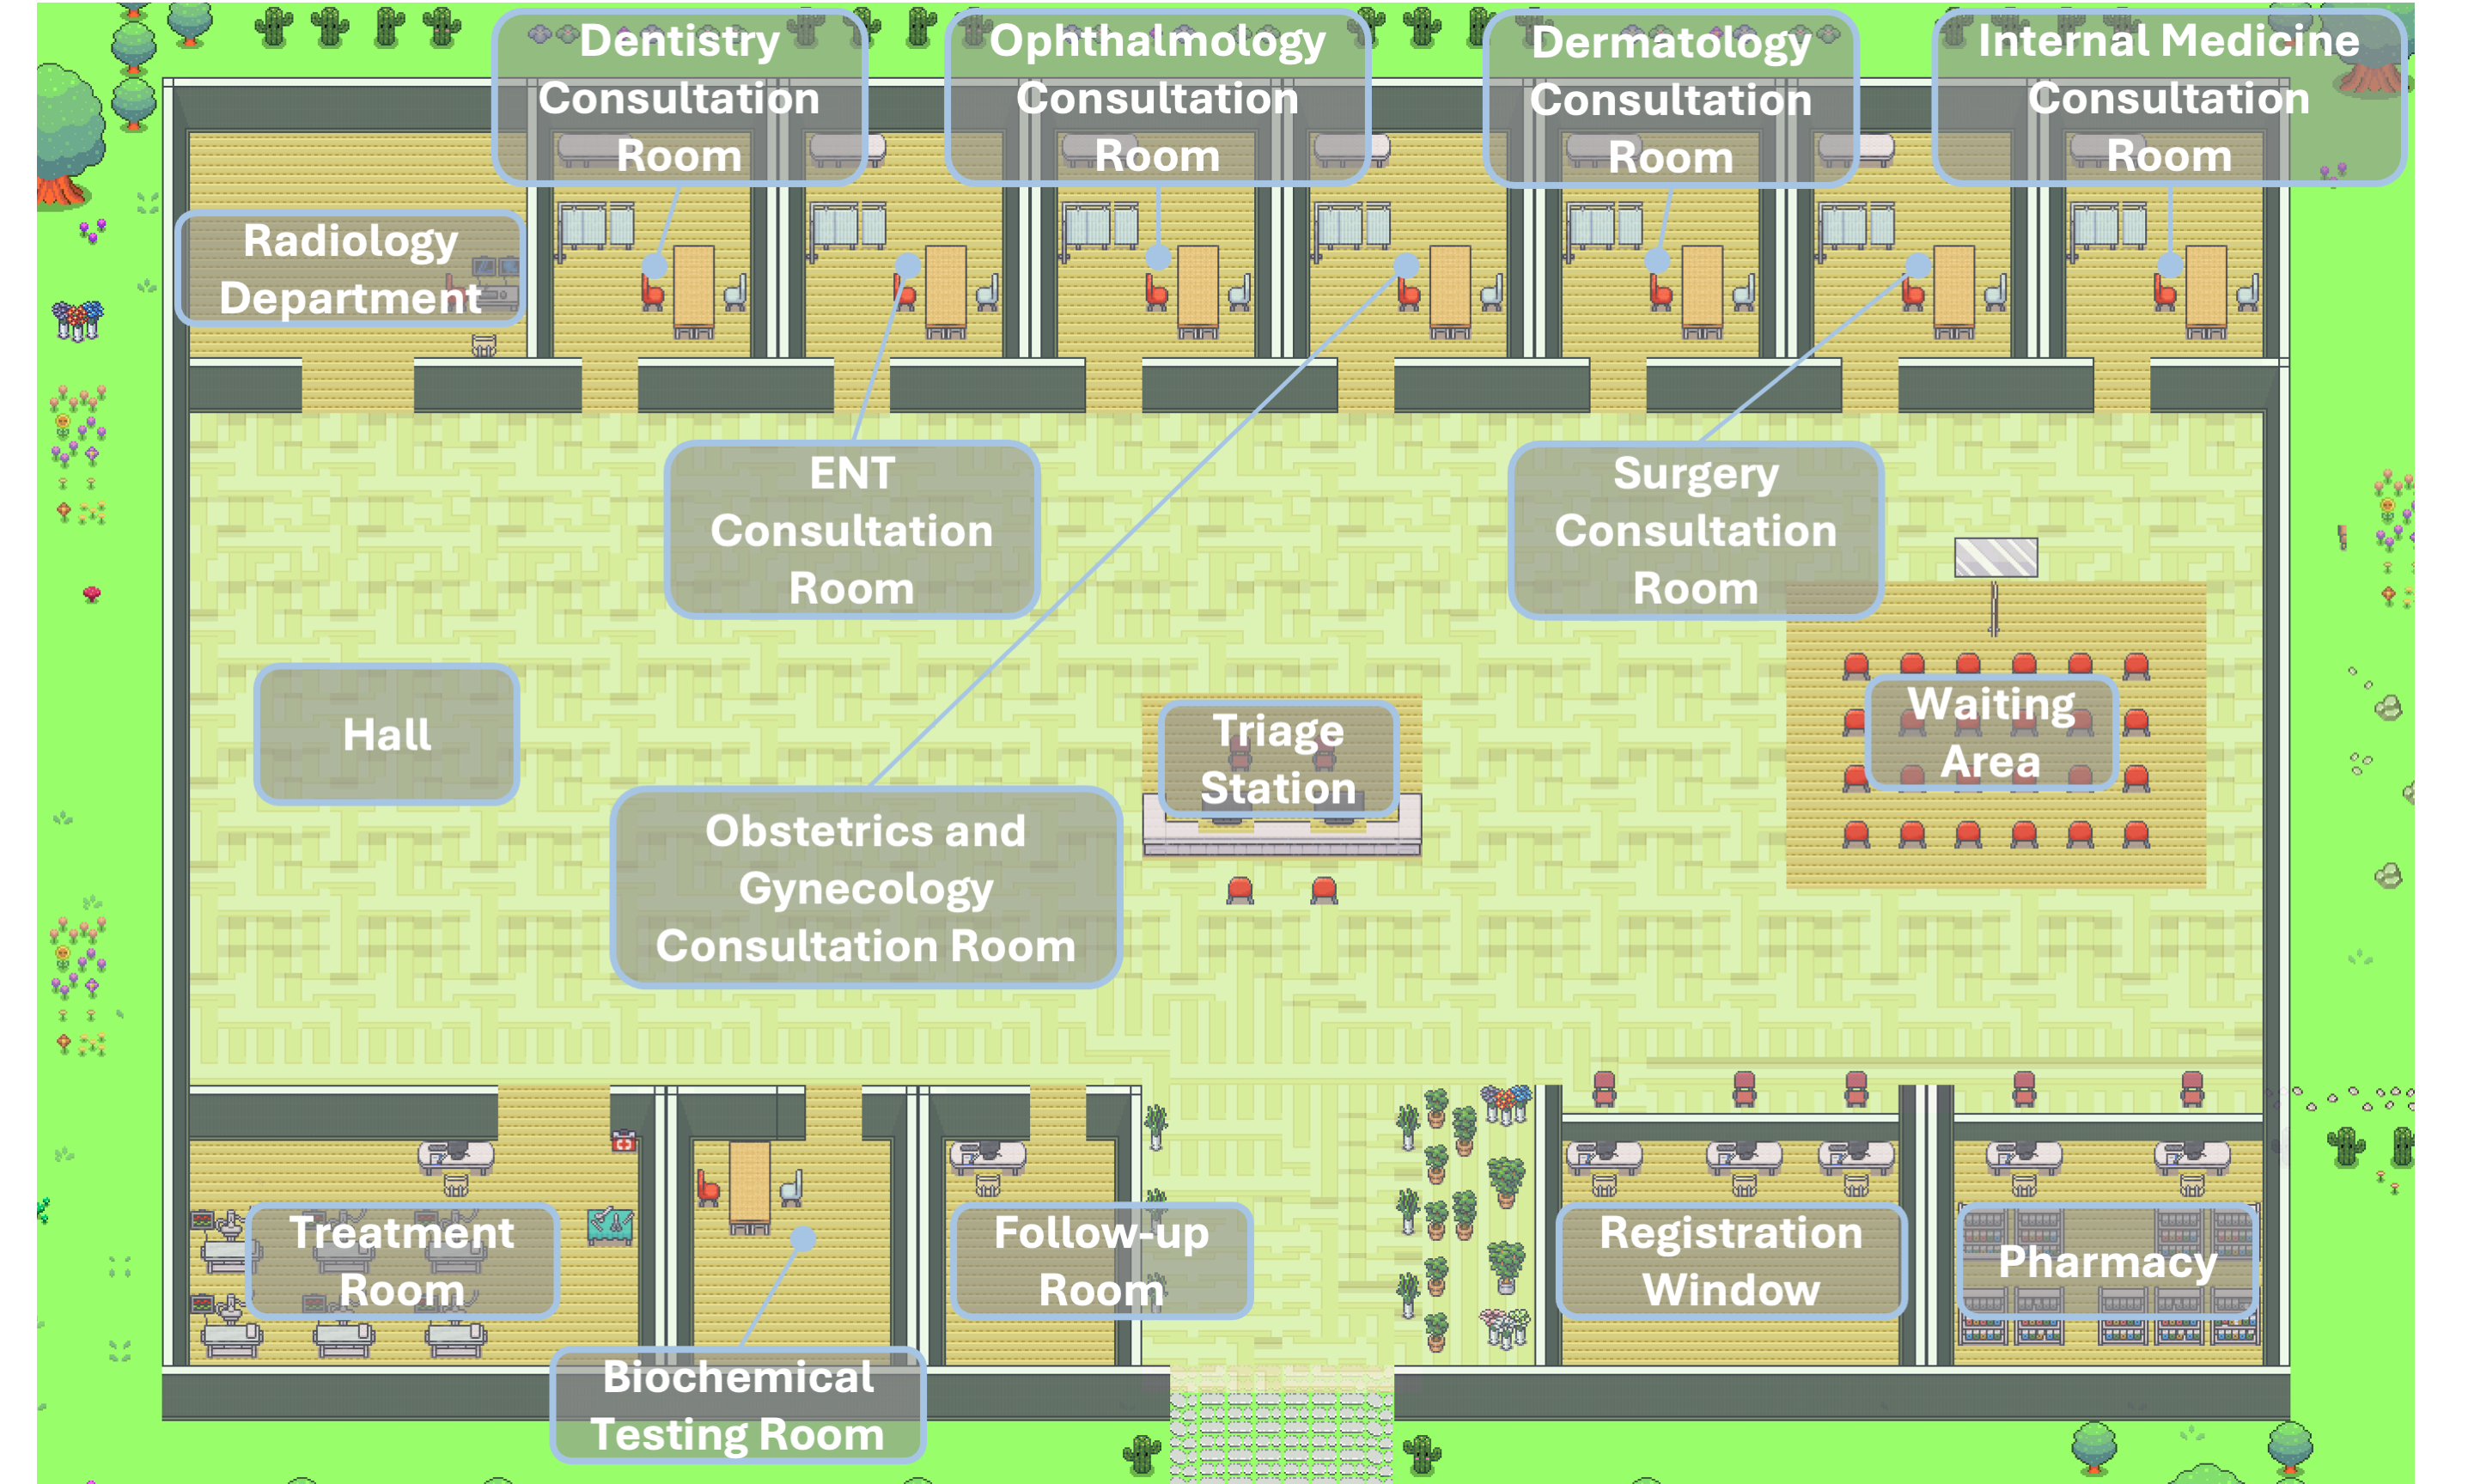 Dentistry
Consultation
Room
Ophthalmology
Consultation
Room
Dermatology
Consultation
Room
Internal Medicine
Consultation
Room
Radiology
Department
ENT
Consultation
Room
Surgery
Consultation
Room
Hall
Triage
Station
Waiting
Area
Obstetrics and
Gynecology
Consultation Room
Treatment
Room
Follow-up
Room
Registration
Window
Pharmacy
Biochemical
Testing Room